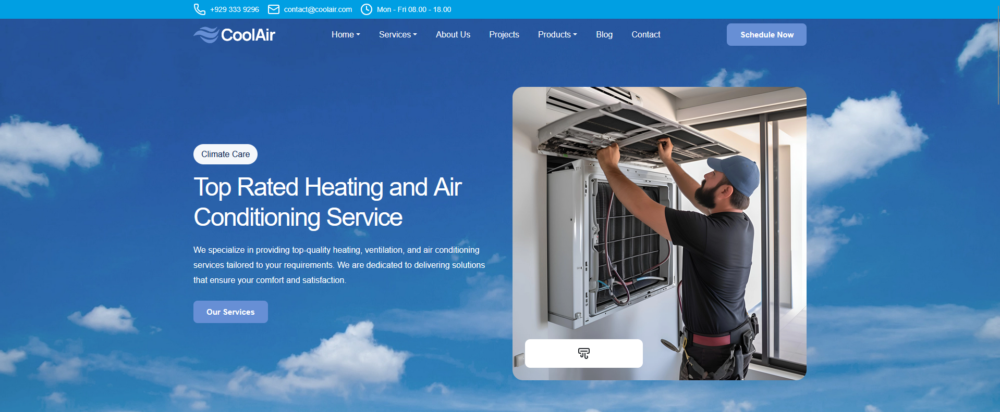 +929 333 9296 contact@coolair.com Mon - Fri 08.00 - 18.00
CoolAir Home Services About Us Projects Products Blog Contact Schedule Now
Climate Care
Top Rated Heating and Air
Conditioning Service
We specialize in providing top-quality heating, ventilation, and air conditioning
services tailored to your requirements. We are dedicated to delivering solutions
that ensure your comfort and satisfaction.
Our Services